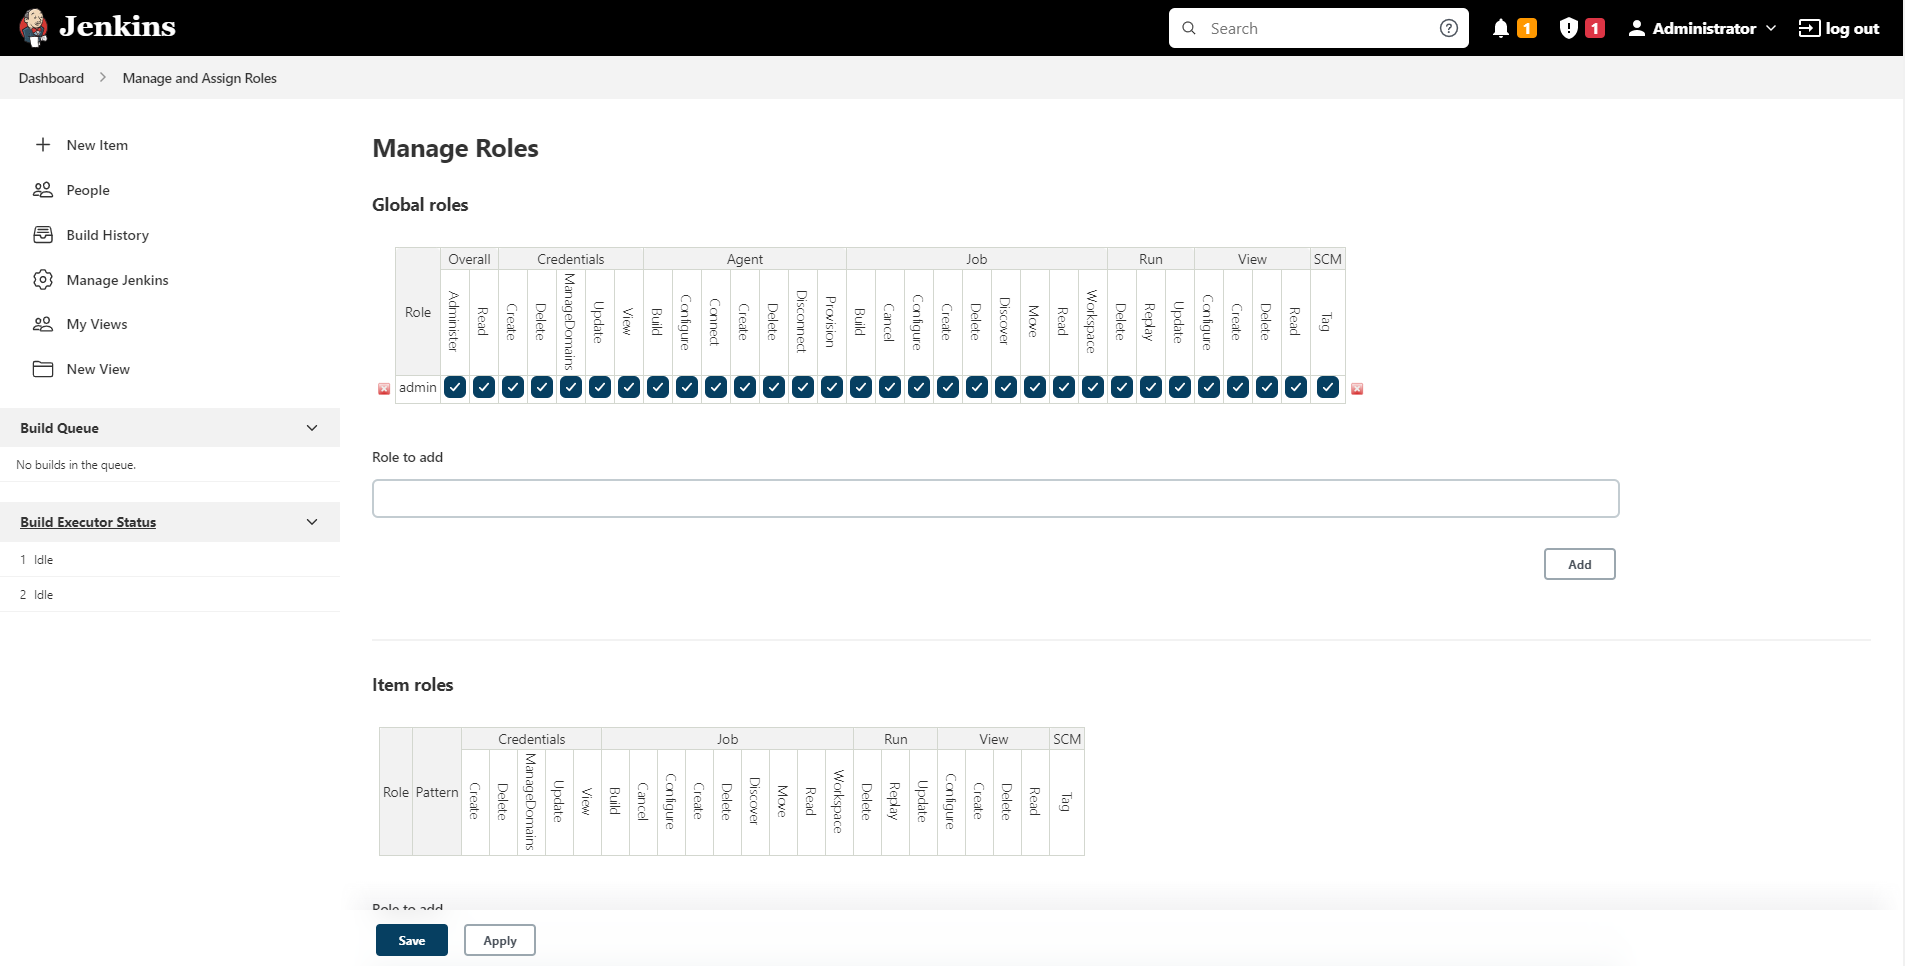 Jenkins
Search
1
1
Administrator
log out
Dashboard
Manage and Assign Roles
New Item
People
Build History
Manage Jenkins
My Views
New View
Build Queue
No builds in the queue.
Build Executor Status
1 Idle
2 Idle
Manage Roles
Global roles
Role Overall Credentials Agent Job Run View SCM
Administer Read Create Delete ManageDomains Update View Build Configure Connect Create Delete Disconnect Provision Build Cancel Configure Create Delete Discover Move Read Workspace Delete Replay Update Configure Create Delete Read Tag
admin
Role to add
Add
Item roles
Role Pattern Credentials Job Run View SCM
Create Delete ManageDomains Update View Build Cancel Configure Create Delete Discover Move Read Workspace Delete Replay Update Configure Create Delete Read Tag
Role to add
Save
Apply